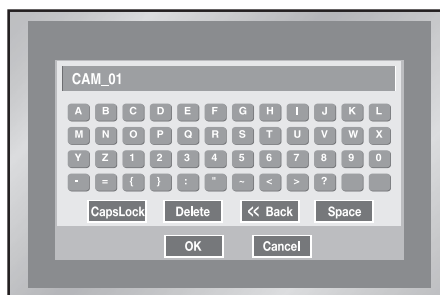 CAM_01
A B C D E F G H I J K L
M N O P Q R S T U V W X
Y Z 1 2 3 4 5 6 7 8 9 0
- = { } : " ~ < > ?
CapsLock Delete << Back Space
OK Cancel